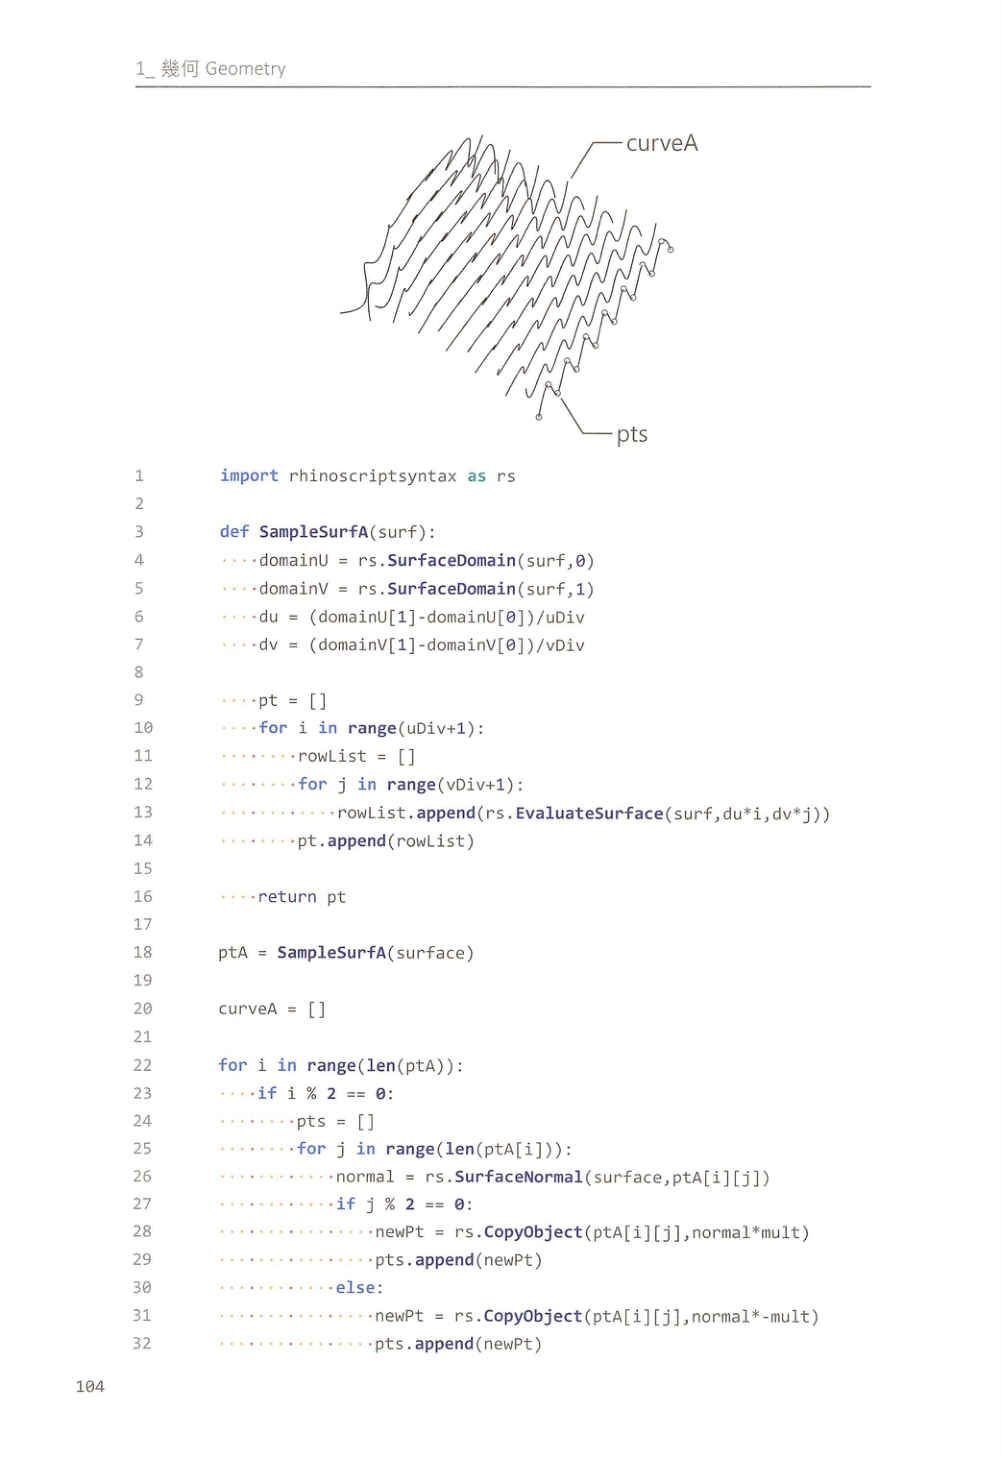 1_ 幾何 Geometry
curveA
pts
1 import rhinoscriptsyntax as rs
2
3 def SampleSurfA(surf):
4 ····domainU = rs.SurfaceDomain(surf,0)
5 ····domainV = rs.SurfaceDomain(surf,1)
6 ····du = (domainU[1]-domainU[0])/uDiv
7 ····dv = (domainV[1]-domainV[0])/vDiv
8
9 ····pt = []
10 ····for i in range(uDiv+1):
11 ········rowList = []
12 ········for j in range(vDiv+1):
13 ············rowList.append(rs.EvaluateSurface(surf,du*i,dv*j))
14 ········pt.append(rowList)
15
16 ····return pt
17
18 ptA = SampleSurfA(surface)
19
20 curveA = []
21
22 for i in range(len(ptA)):
23 ····if i % 2 == 0:
24 ········pts = []
25 ········for j in range(len(ptA[i])):
26 ············normal = rs.SurfaceNormal(surface,ptA[i][j])
27 ············if j % 2 == 0:
28 ················newPt = rs.CopyObject(ptA[i][j],normal*mult)
29 ················pts.append(newPt)
30 ············else:
31 ················newPt = rs.CopyObject(ptA[i][j],normal*-mult)
32 ················pts.append(newPt)
104